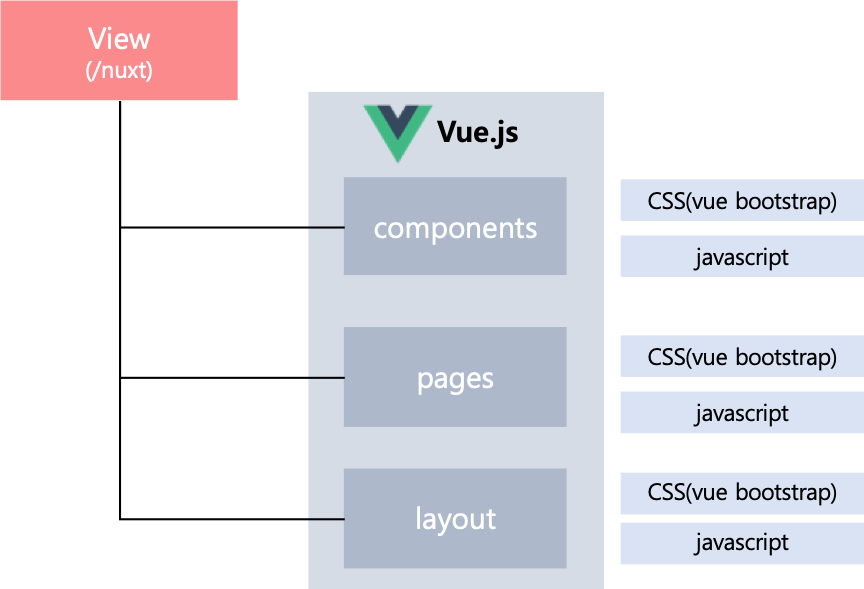 View
(/nuxt)
Vue.js
components
CSS(vue bootstrap)
javascript
pages
CSS(vue bootstrap)
javascript
layout
CSS(vue bootstrap)
javascript